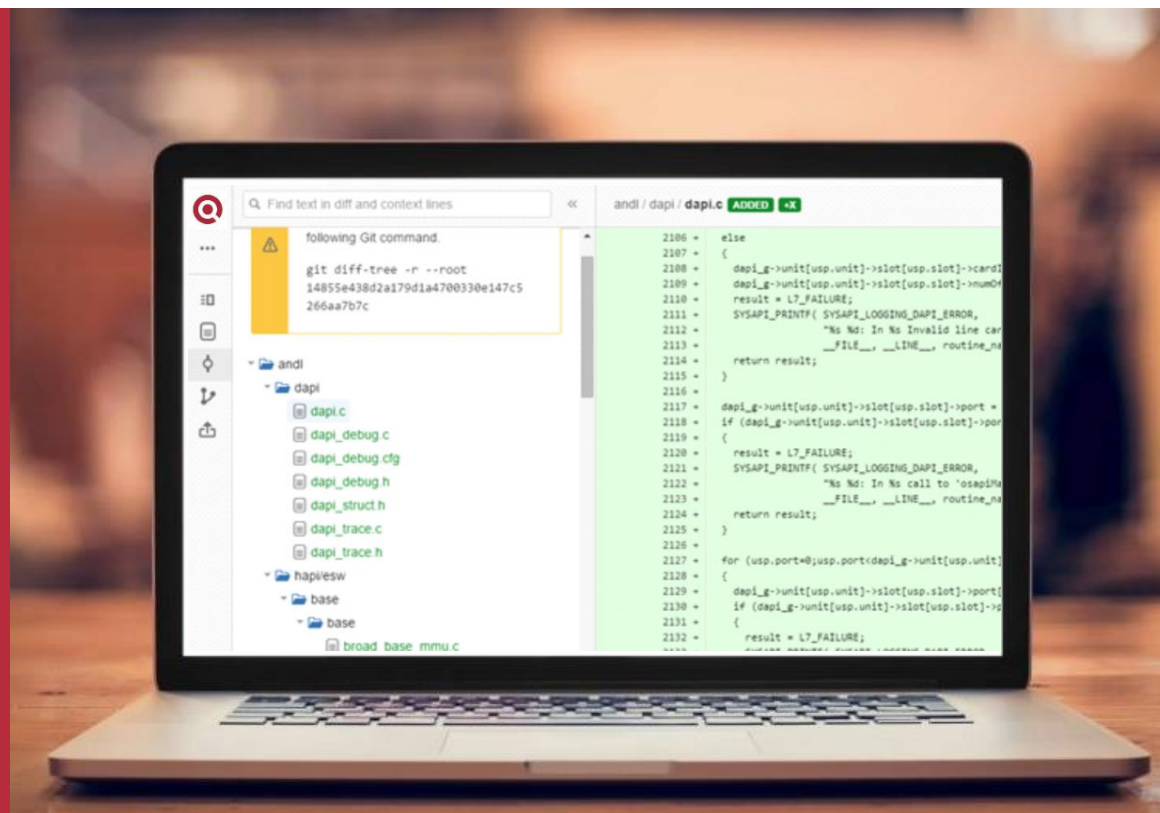 Find text in diff and context lines
«
following Git command.
git diff-tree -r --root
14855e438d2a179d1a4700330e147c5
266aa7b7c
andl
dapi
dapi.c
dapi_debug.c
dapi_debug.cfg
dapi_debug.h
dapi_struct.h
dapi_trace.c
dapi_trace.h
hapi/esw
base
base
broad_base_mmu.c
andl / dapi / dapi.c ADDED +X
2106 + else
2107 + {
2108 + dapi_g->unit[usp.unit]->slot[usp.slot]->cardI
2109 + dapi_g->unit[usp.unit]->slot[usp.slot]->numOf
2110 + result = L7_FAILURE;
2111 + SYSAPI_PRINTF( SYSAPI_LOGGING_DAPI_ERROR,
2112 + "%s %d: In %s Invalid line car
2113 + __FILE__, __LINE__, routine_na
2114 + return result;
2115 + }
2116 +
2117 + dapi_g->unit[usp.unit]->slot[usp.slot]->port =
2118 + if (dapi_g->unit[usp.unit]->slot[usp.slot]->por
2119 + {
2120 + result = L7_FAILURE;
2121 + SYSAPI_PRINTF( SYSAPI_LOGGING_DAPI_ERROR,
2122 + "%s %d: In %s call to 'osapiMa
2123 + __FILE__, __LINE__, routine_na
2124 + return result;
2125 + }
2126 +
2127 + for (usp.port=0;usp.port<dapi_g->unit[usp.unit]
2128 + {
2129 + dapi_g->unit[usp.unit]->slot[usp.slot]->port[
2130 + if (dapi_g->unit[usp.unit]->slot[usp.slot]->p
2131 + {
2132 + result = L7_FAILURE;